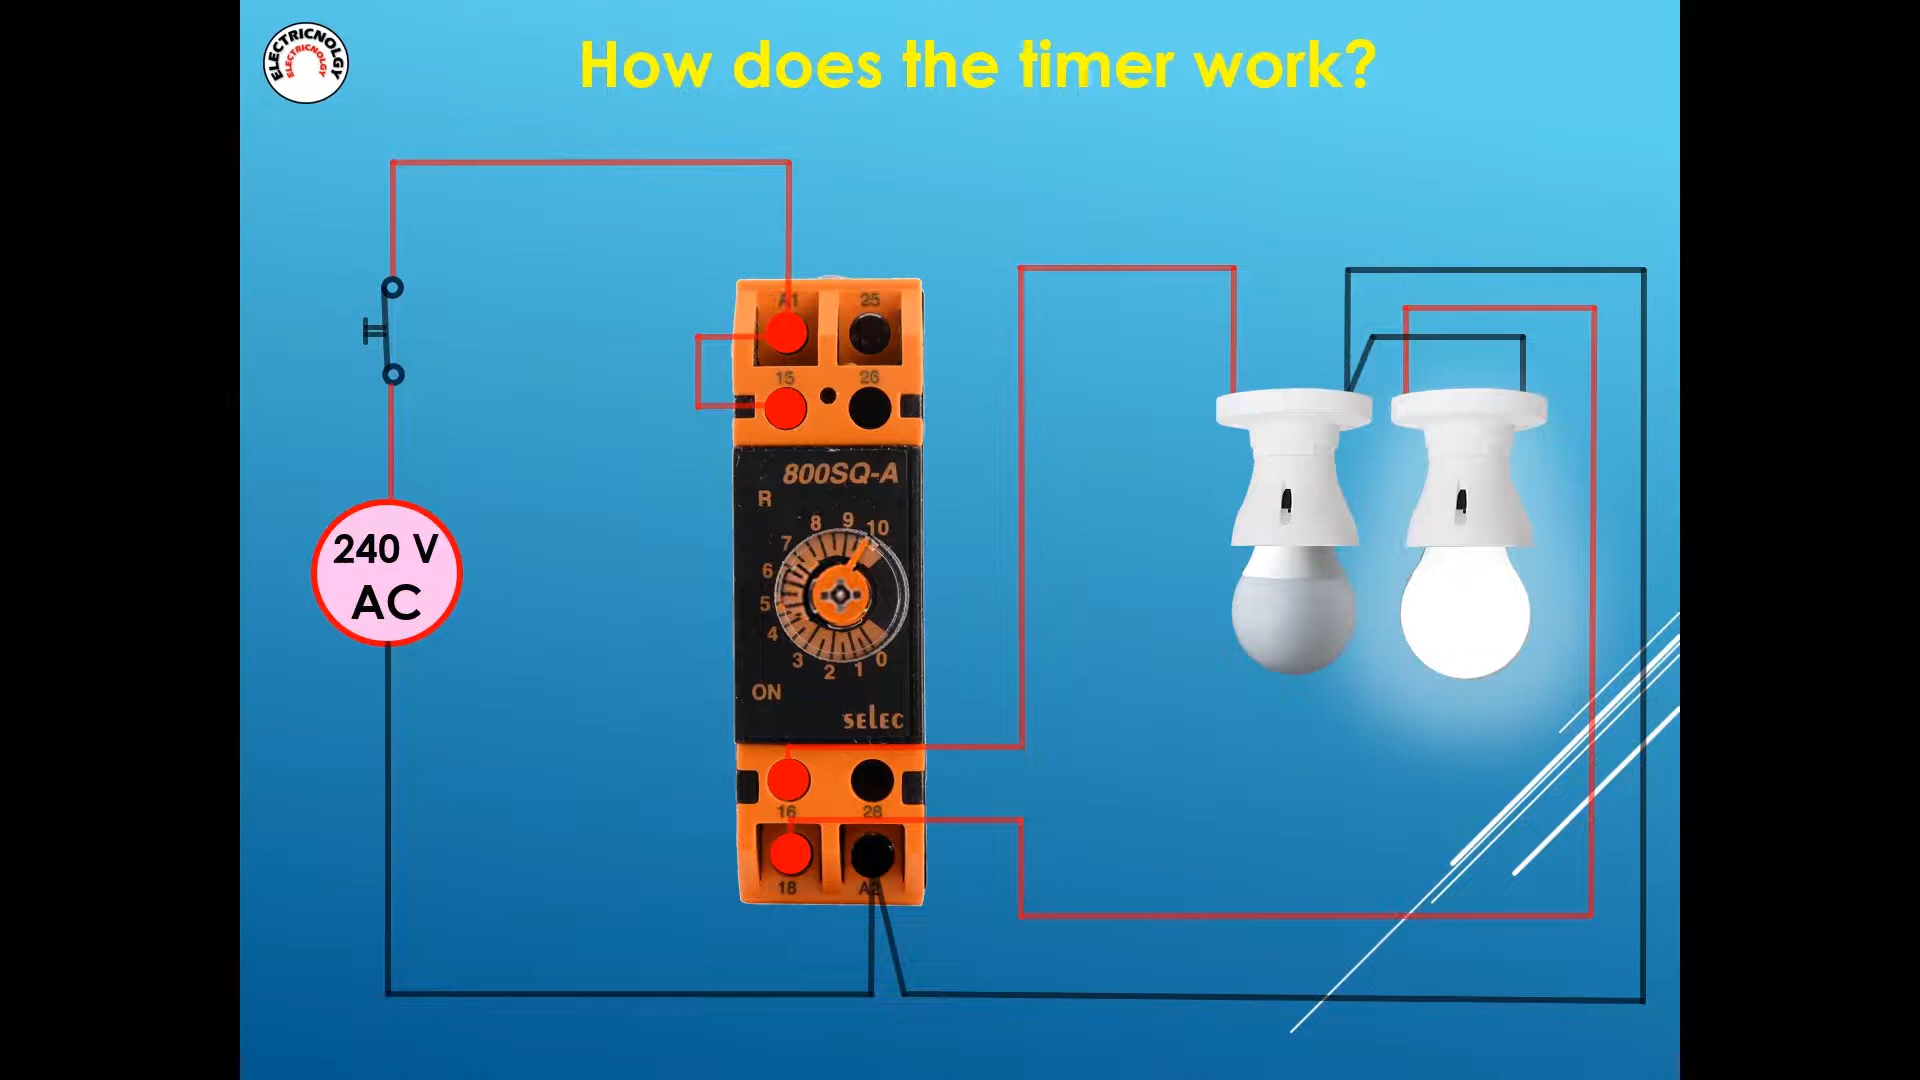 ELECTRICNOLGY
ELECTRICNOLGY
How does the timer work?
A1
25
15
26
800SQ-A
R
8
9
10
7
6
5
4
3
2
1
0
ON
selec
16
28
18
A2
240 V
AC